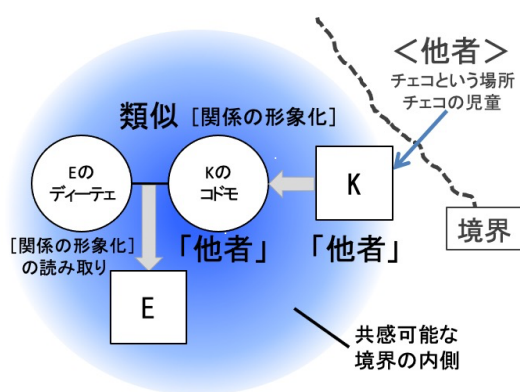 ＜他者＞
チェコという場所
チェコの児童
類似 [関係の形象化]
Eの
ディーテェ
Kの
コドモ
K
「他者」
「他者」
境界
[関係の形象化]
の読み取り
E
共感可能な
境界の内側